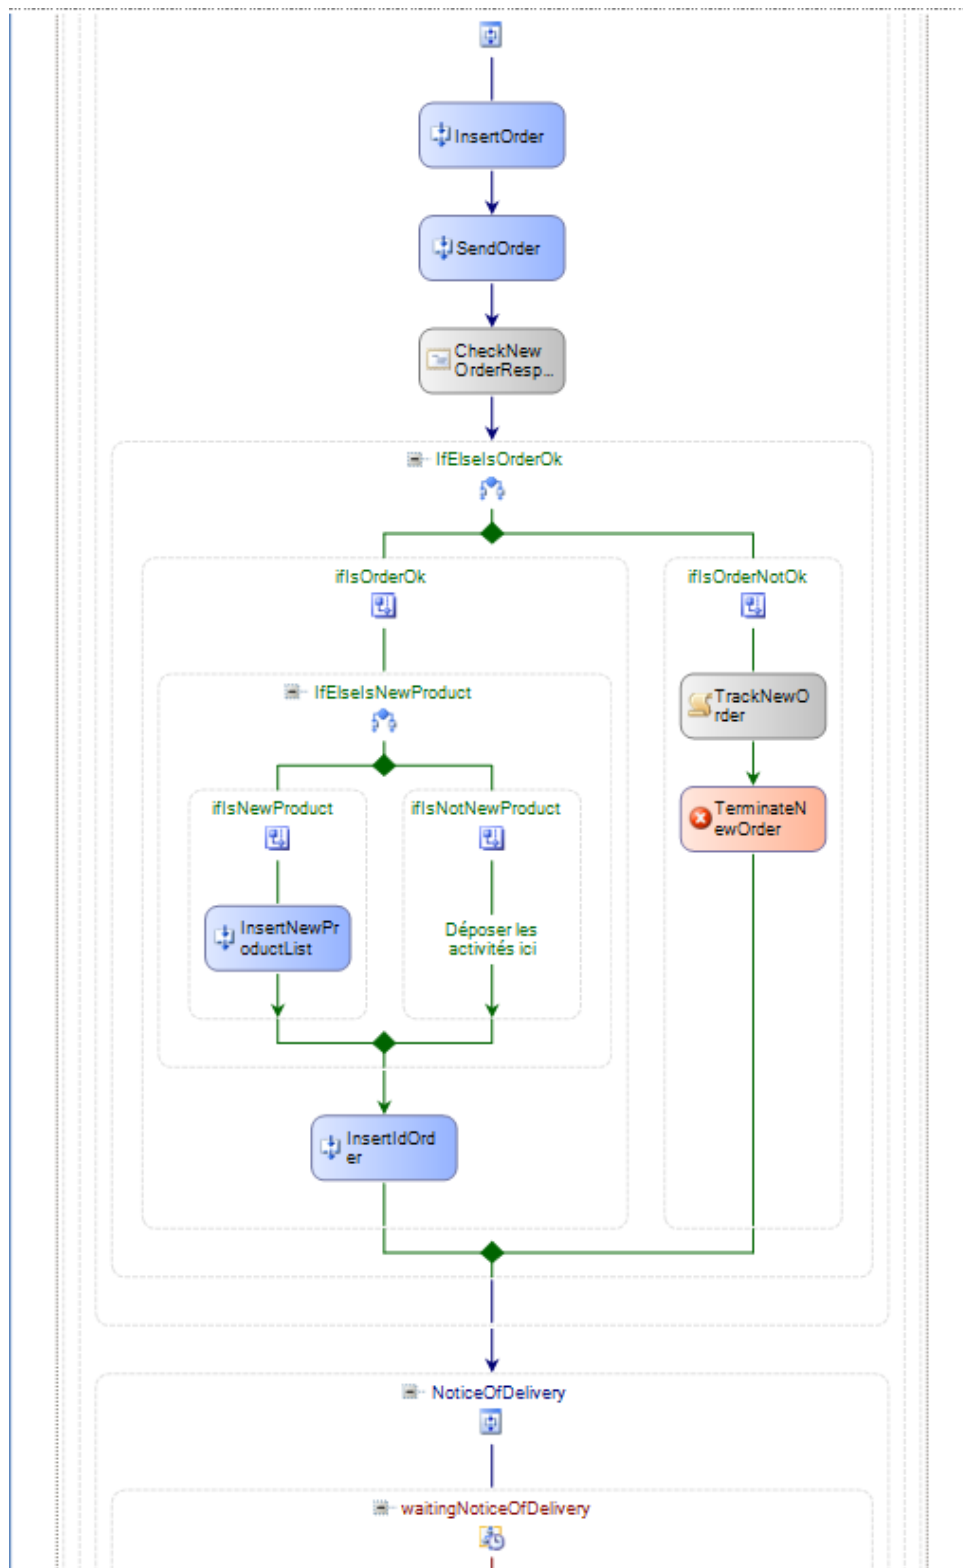 InsertOrder
SendOrder
CheckNew
OrderResp...
IfElseIsOrderOk
ifIsOrderOk
ifIsOrderNotOk
IfElseIsNewProduct
TrackNewO
rder
ifIsNewProduct
ifIsNotNewProduct
TerminateN
ewOrder
InsertNewPr
oductList
Déposer les
activités ici
InsertIdOrd
er
NoticeOfDelivery
waitingNoticeOfDelivery